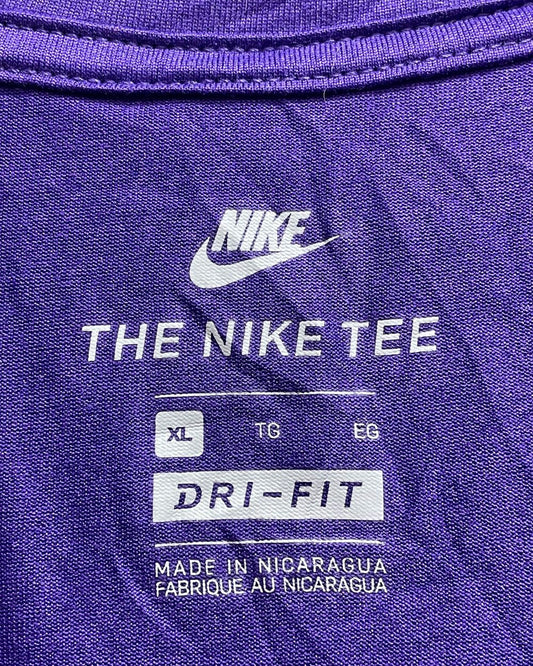 NIKE
THE NIKE TEE
XL TG EG
DRI-FIT
MADE IN NICARAGUA
FABRIQUE AU NICARAGUA